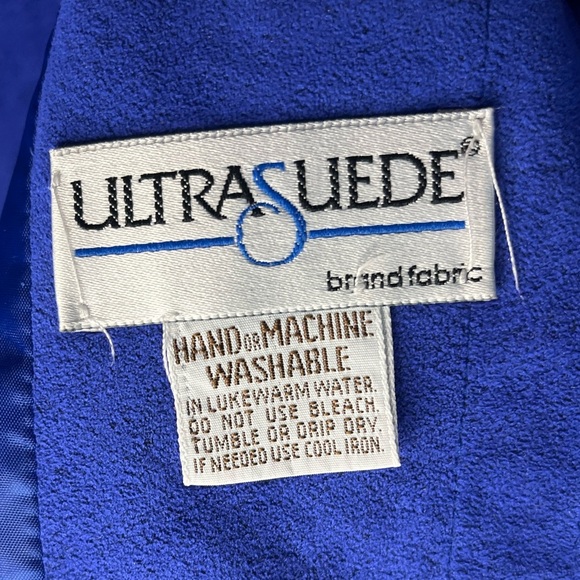 ULTRASUEDE®
brand fabric
HAND OR MACHINE
WASHABLE
IN LUKEWARM WATER.
DO NOT USE BLEACH.
TUMBLE OR DRIP DRY.
IF NEEDED USE COOL IRON.